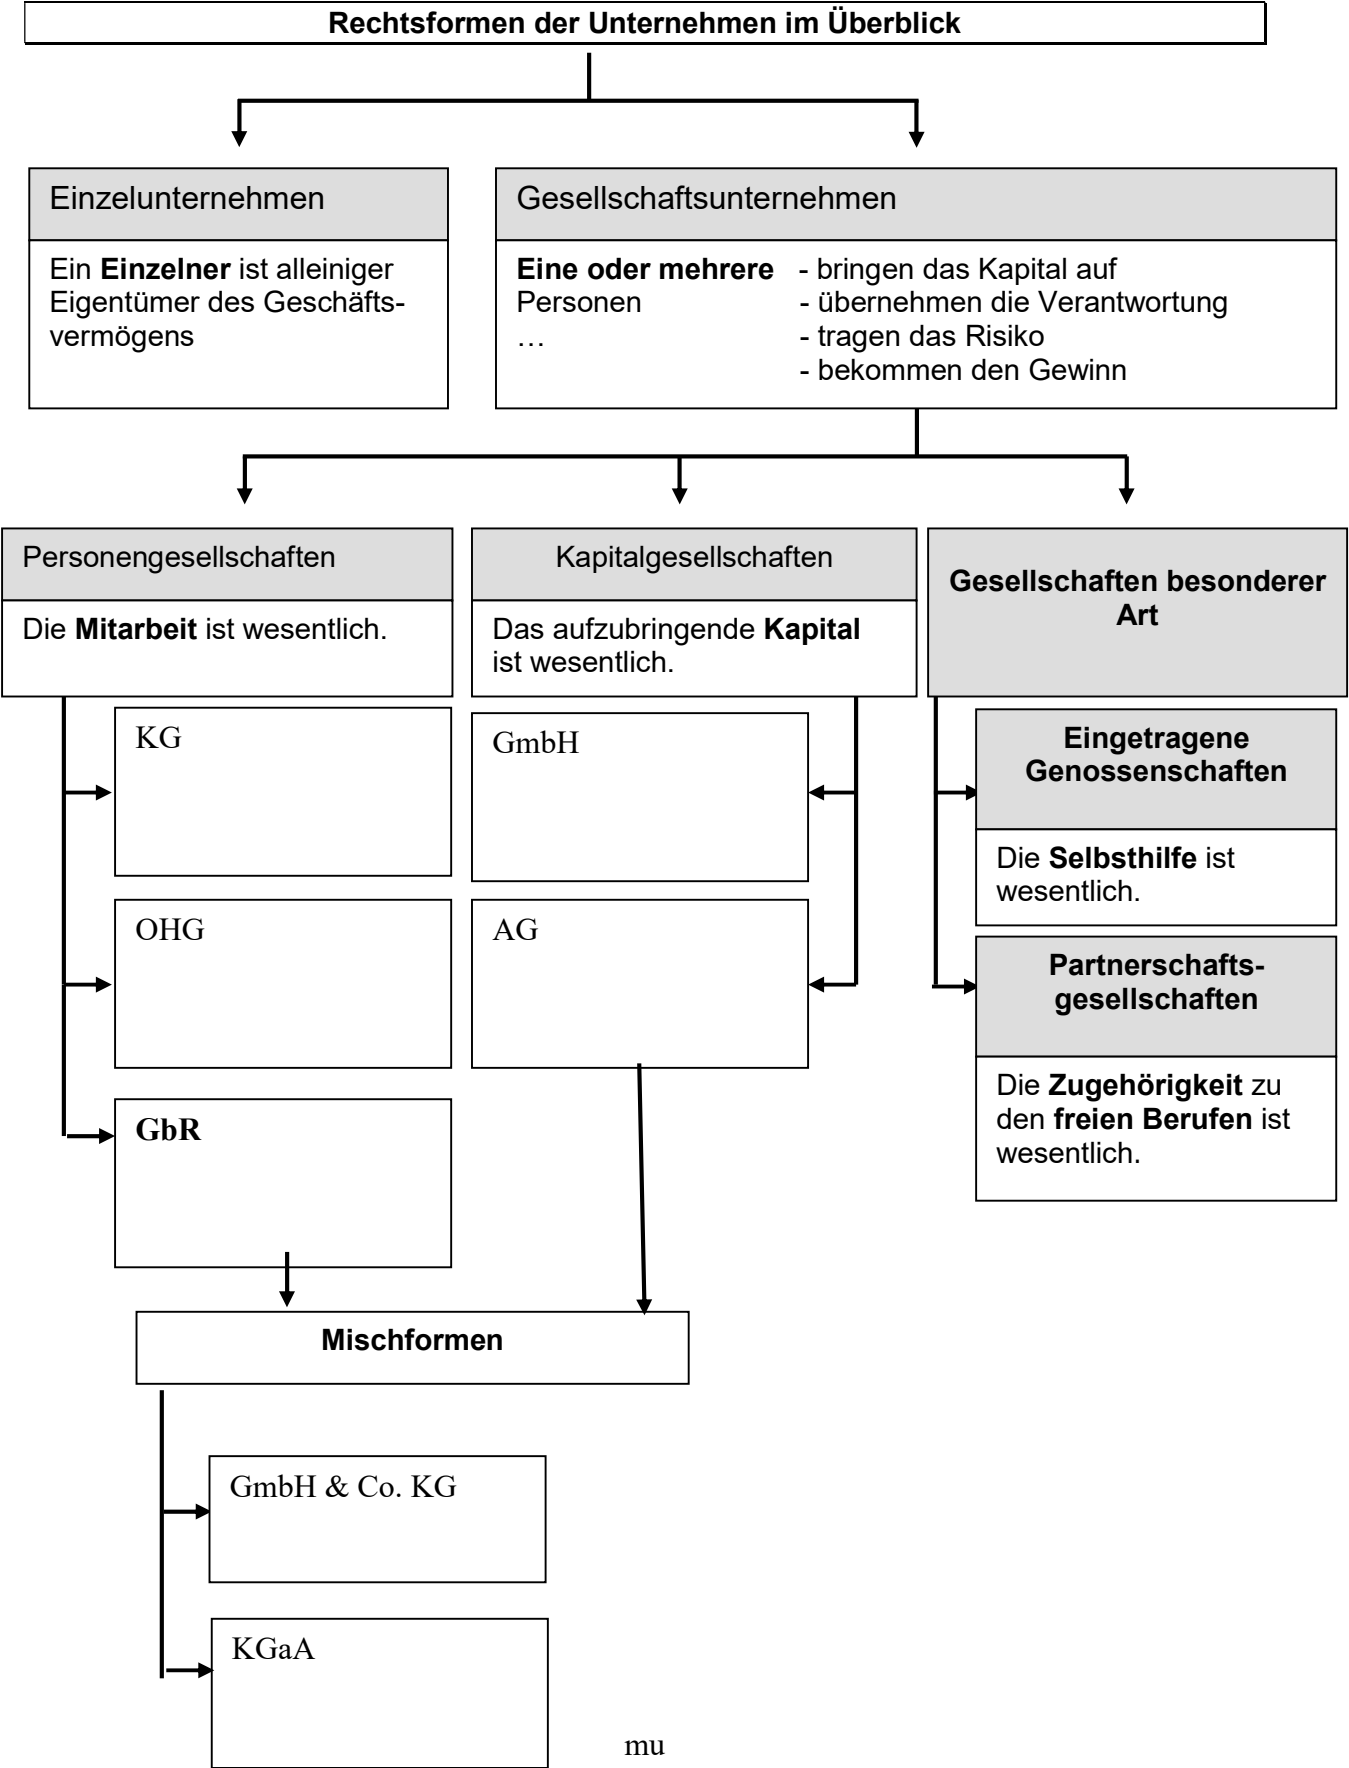 Rechtsformen der Unternehmen im Überblick
Einzelunternehmen
Ein Einzelner ist alleiniger
Eigentümer des Geschäfts-
vermögens
Gesellschaftsunternehmen
Eine oder mehrere - bringen das Kapital auf
Personen - übernehmen die Verantwortung
… - tragen das Risiko
- bekommen den Gewinn
Personengesellschaften
Die Mitarbeit ist wesentlich.
KG
OHG
GbR
Kapitalgesellschaften
Das aufzubringende Kapital
ist wesentlich.
GmbH
AG
Gesellschaften besonderer
Art
Eingetragene
Genossenschaften
Die Selbsthilfe ist
wesentlich.
Partnerschafts-
gesellschaften
Die Zugehörigkeit zu
den freien Berufen ist
wesentlich.
Mischformen
GmbH & Co. KG
KGaA
mu